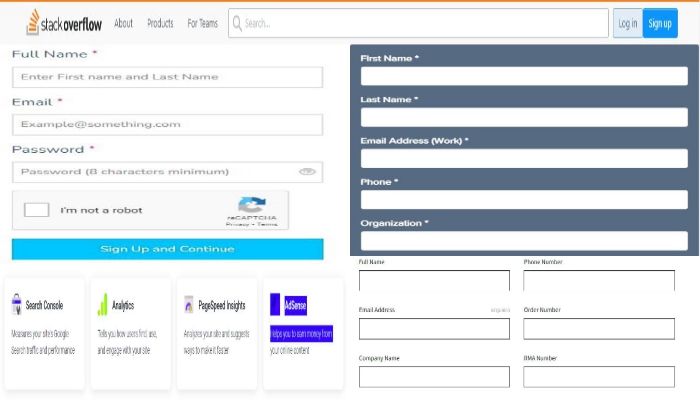 stack overflow About Products For Teams Search... Log in Sign up
Full Name *
Enter First name and Last Name
Email *
Example@something.com
Password *
Password (8 characters minimum)
I'm not a robot
reCAPTCHA
Privacy • Terms
Sign Up and Continue
First Name *
Last Name *
Email Address (Work) *
Phone *
Organization *
Search Console
Measures your site's Google
Search traffic and performance
Analytics
Tells you how users find, use,
and engage with your site
PageSpeed Insights
Analyzes your site and suggests
ways to make it faster
AdSense
Helps you to earn money from
your online content
Full Name Phone Number
Email Address Order Number
Company Name BMA Number